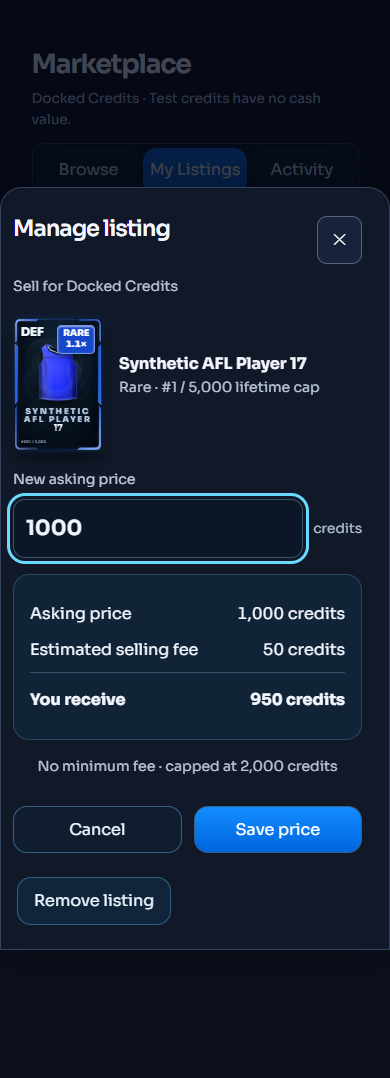 Marketplace
Docked Credits · Test credits have no cash
value.
Browse
My Listings
Activity
Manage listing
×
Sell for Docked Credits
DEF
RARE
1.1×
SYNTHETIC
AFL PLAYER
17
#001 / 5,000
Synthetic AFL Player 17
Rare · #1 / 5,000 lifetime cap
New asking price
1000
credits
Asking price 1,000 credits
Estimated selling fee 50 credits
You receive 950 credits
No minimum fee · capped at 2,000 credits
Cancel
Save price
Remove listing